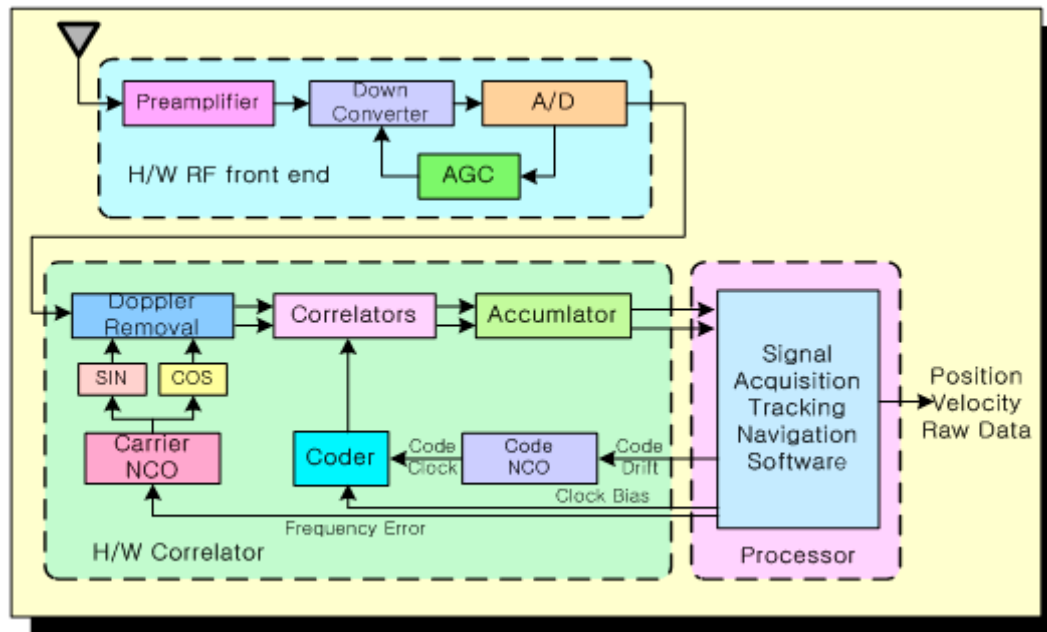 Preamplifier
Down
Converter
A/D
AGC
H/W RF front end
Doppler
Removal
Correlators
Accumlator
SIN
COS
Carrier
NCO
Coder
Code
Clock
Code
NCO
Code
Drift
Clock Bias
Frequency Error
H/W Correlator
Signal
Acquisition
Tracking
Navigation
Software
Processor
Position
Velocity
Raw Data